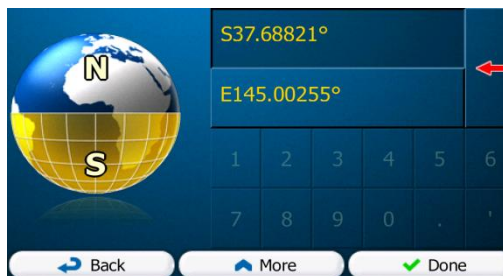 N
S
S37.68821°
E145.00255°
1 2 3 4 5 6
7 8 9 0 . '
Back More Done